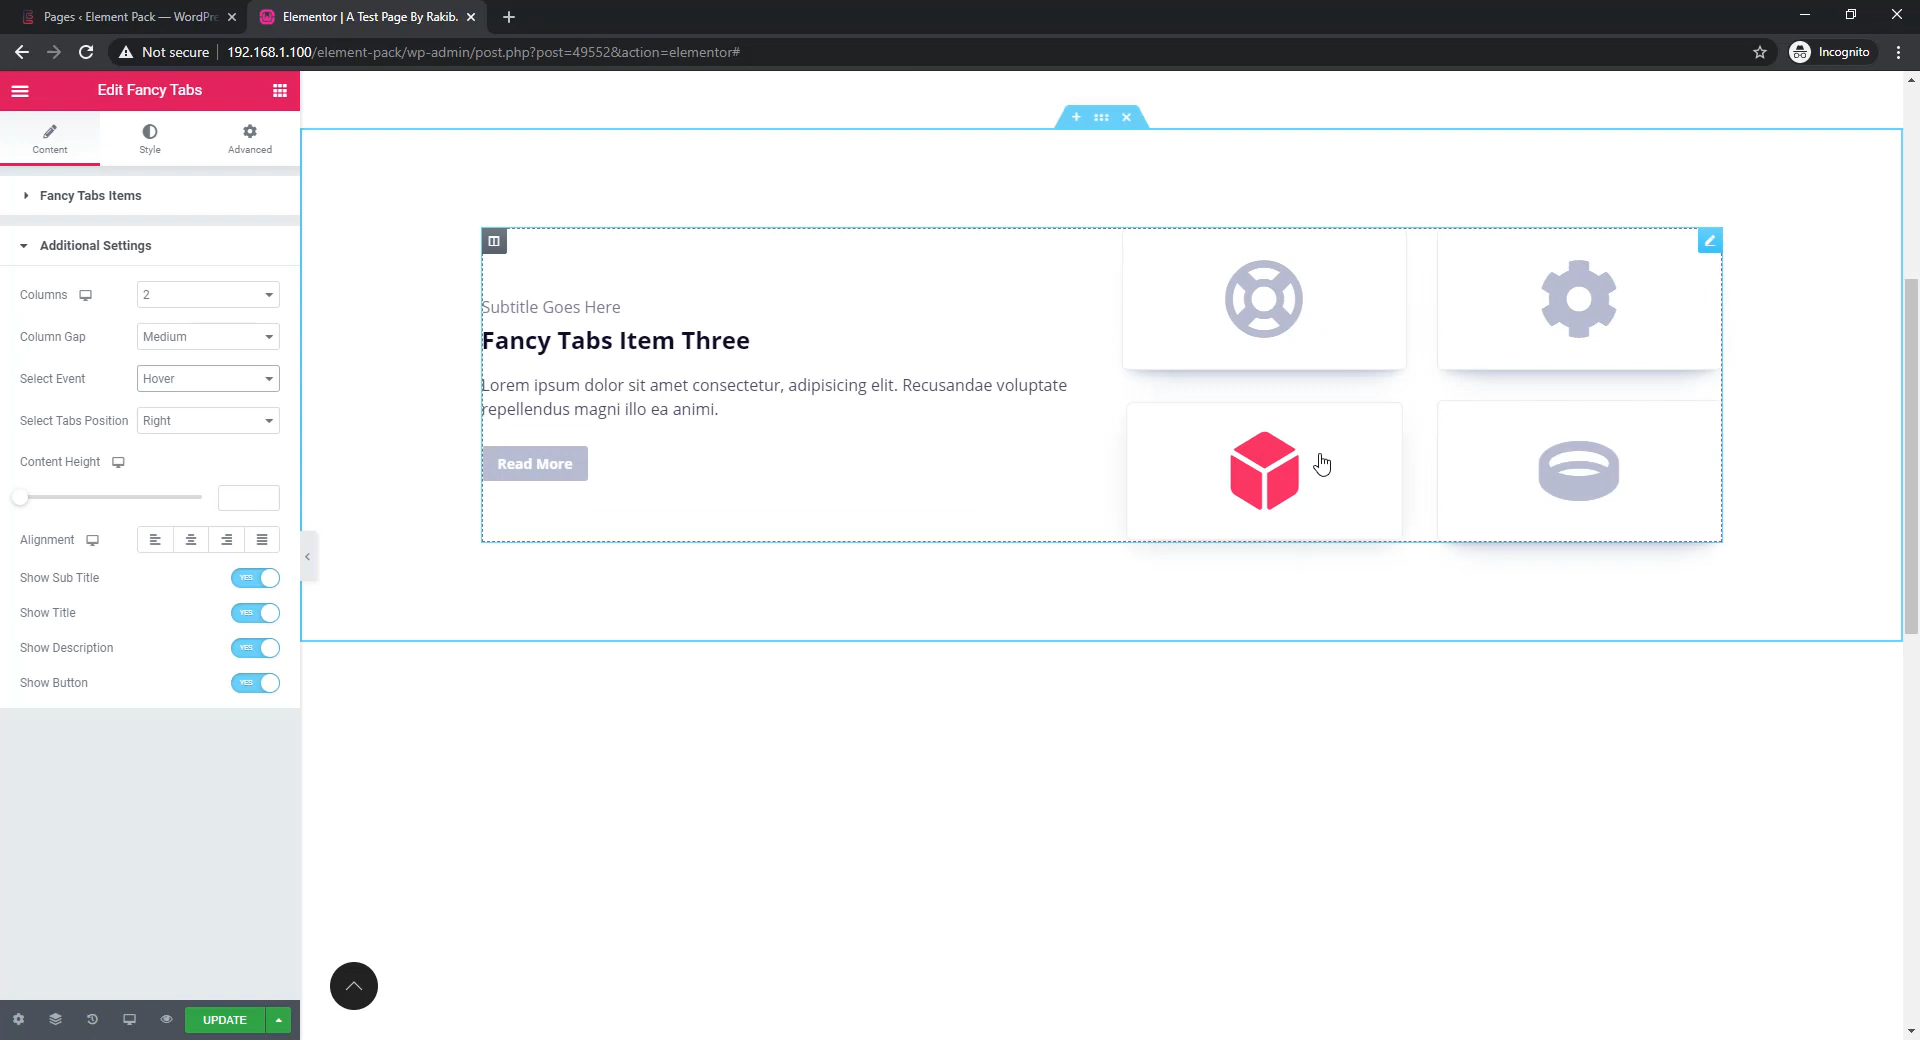 Pages ‹ Element Pack — WordPre
Elementor | A Test Page By Rakib.
Not secure
192.168.1.100/element-pack/wp-admin/post.php?post=49552&action=elementor#
Incognito
Edit Fancy Tabs
Content
Style
Advanced
Fancy Tabs Items
Additional Settings
Columns
2
Column Gap
Medium
Select Event
Hover
Select Tabs Position
Right
Content Height
Alignment
Show Sub Title
YES
Show Title
YES
Show Description
YES
Show Button
YES
UPDATE
Subtitle Goes Here
Fancy Tabs Item Three
Lorem ipsum dolor sit amet consectetur, adipisicing elit. Recusandae voluptate
repellendus magni illo ea animi.
Read More